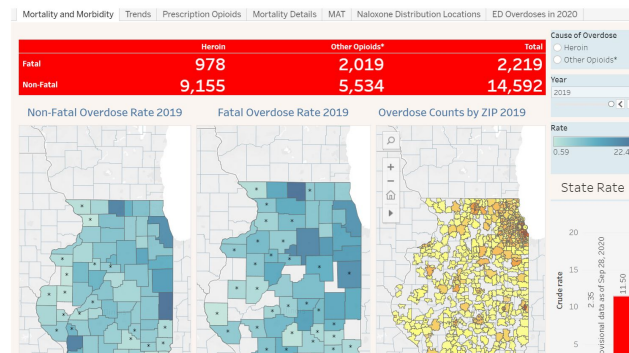 Mortality and Morbidity Trends Prescription Opioids Mortality Details MAT Naloxone Distribution Locations ED Overdoses in 2020
Heroin Other Opioids* Total
Fatal 978 2,019 2,219
Non-Fatal 9,155 5,534 14,592
Cause of Overdose
Heroin
Other Opioids*
Year
2019
Non-Fatal Overdose Rate 2019 Fatal Overdose Rate 2019 Overdose Counts by ZIP 2019
Rate
0.59 22.4
State Rate
20
15
10
5
Crude rate
2.35
ovisional data as of Sep 28, 2020
11.50